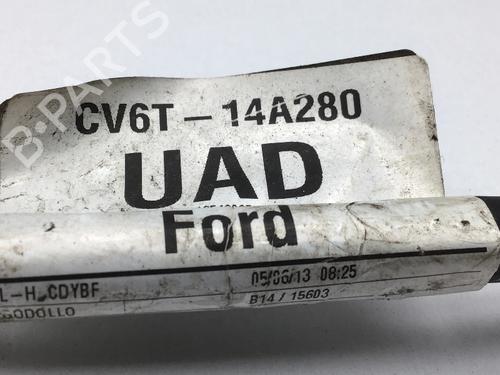 B-PARTS
CV6T-14A280
UAD
Ford
L-H CDYBF
05/06/13 08:25
GODOLLO
B14 / 15603